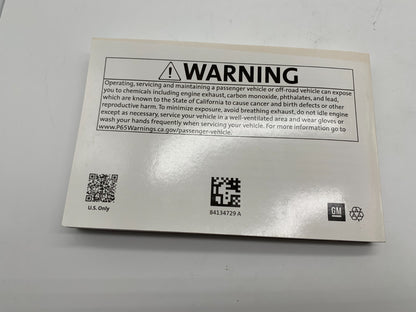 WARNING
Operating, servicing and maintaining a passenger vehicle or off-road vehicle can expose
you to chemicals including engine exhaust, carbon monoxide, phthalates, and lead,
which are known to the State of California to cause cancer and birth defects or other
reproductive harm. To minimize exposure, avoid breathing exhaust, do not idle engine
except as necessary, service your vehicle in a well-ventilated area and wear gloves or
wash your hands frequently when servicing your vehicle. For more information go to
www.P65Warnings.ca.gov/passenger-vehicle.
U.S. Only
84134729 A
GM